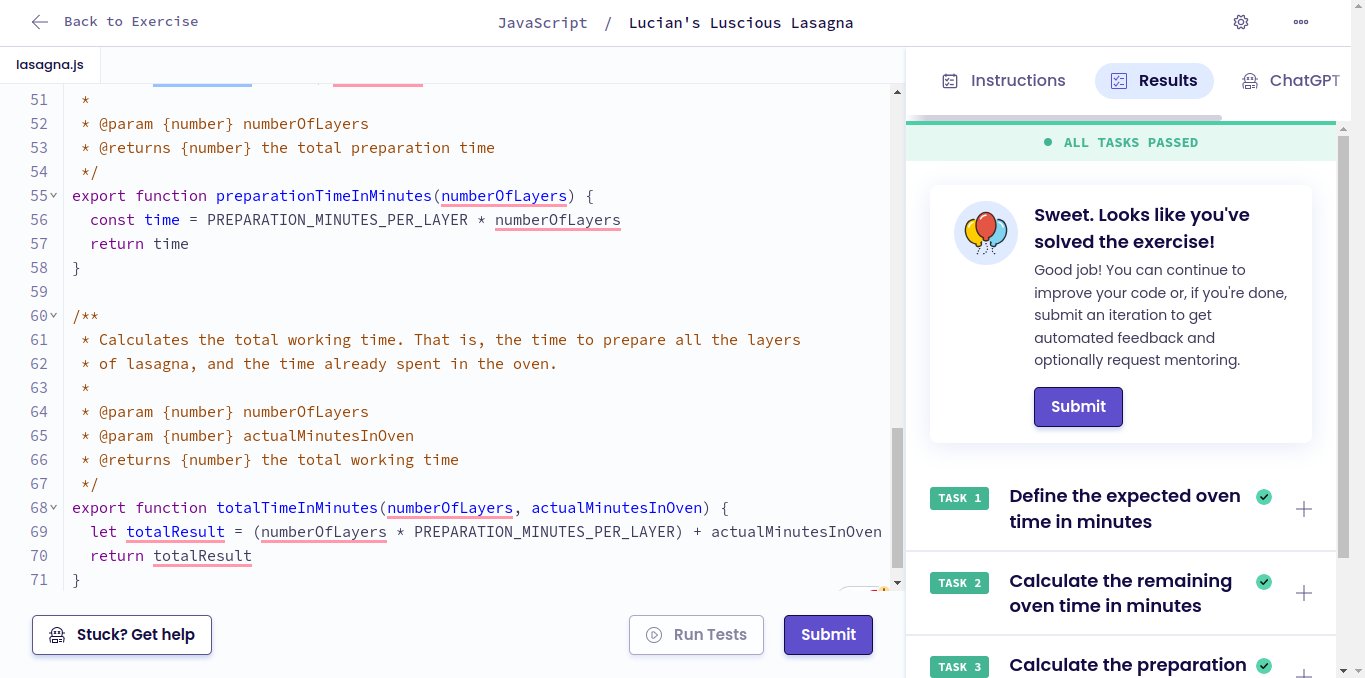 Back to Exercise
JavaScript / Lucian's Luscious Lasagna
lasagna.js
51 *
52 * @param {number} numberOfLayers
53 * @returns {number} the total preparation time
54 */
55 export function preparationTimeInMinutes(numberOfLayers) {
56 const time = PREPARATION_MINUTES_PER_LAYER * numberOfLayers
57 return time
58 }
59
60 /**
61 * Calculates the total working time. That is, the time to prepare all the layers
62 * of lasagna, and the time already spent in the oven.
63 *
64 * @param {number} numberOfLayers
65 * @param {number} actualMinutesInOven
66 * @returns {number} the total working time
67 */
68 export function totalTimeInMinutes(numberOfLayers, actualMinutesInOven) {
69 let totalResult = (numberOfLayers * PREPARATION_MINUTES_PER_LAYER) + actualMinutesInOven
70 return totalResult
71 }
Stuck? Get help
Run Tests
Submit
Instructions
Results
ChatGPT
ALL TASKS PASSED
Sweet. Looks like you've
solved the exercise!
Good job! You can continue to
improve your code or, if you're done,
submit an iteration to get
automated feedback and
optionally request mentoring.
Submit
TASK 1
Define the expected oven
time in minutes
TASK 2
Calculate the remaining
oven time in minutes
TASK 3
Calculate the preparation